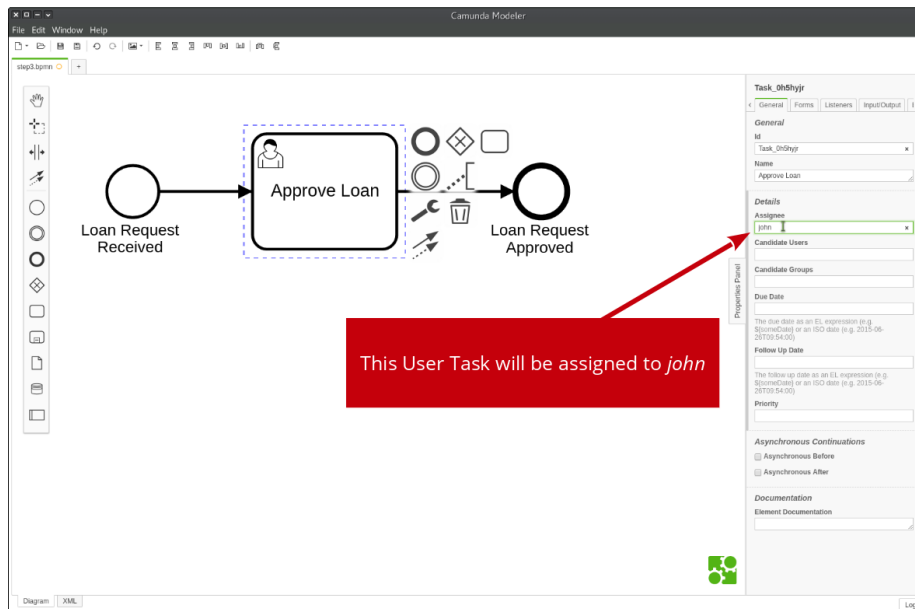 Camunda Modeler
File Edit Window Help
step3.bpmn
+
Approve Loan
Loan Request
Received
Loan Request
Approved
This User Task will be assigned to john
Properties Panel
Task_0h5hyjr
General Forms Listeners Input/Output
General
Id
Task_0h5hyjr
Name
Approve Loan
Details
Assignee
john
Candidate Users
Candidate Groups
Due Date
The due date as an EL expression (e.g.
${someDate} or an ISO date (e.g. 2015-06-
26T09:54:00)
Follow Up Date
The follow up date as an EL expression (e.g.
${someDate} or an ISO date (e.g. 2015-06-
26T09:54:00)
Priority
Asynchronous Continuations
Asynchronous Before
Asynchronous After
Documentation
Element Documentation
Diagram XML